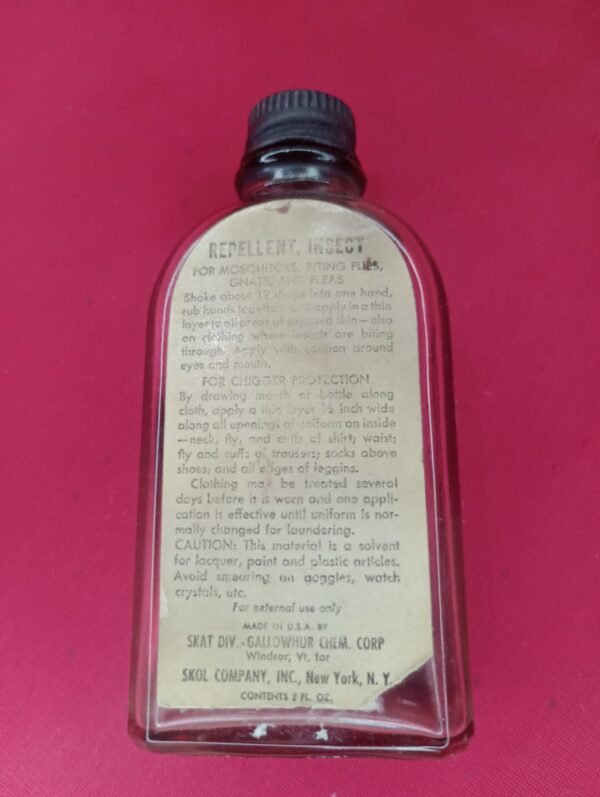 REPELLENT, INSECT
FOR MOSQUITOES, BITING FLIES,
GNATS, AND FLEAS
Shake about 12 drops into one hand,
rub hands together, and apply in a thin
layer to all areas of exposed skin—also
on clothing where insects are biting
through. Apply with caution around
eyes and mouth.
FOR CHIGGER PROTECTION
By drawing mouth of bottle along
cloth, apply a thin layer ½ inch wide
along all openings of uniform on inside
—neck, fly, and cuffs of shirt; waist;
fly and cuffs of trousers; socks above
shoes; and all edges of leggins.
Clothing may be treated several
days before it is worn and one appli-
cation is effective until uniform is nor-
mally changed for laundering.
CAUTION: This material is a solvent
for lacquer, paint and plastic articles.
Avoid smearing on goggles, watch
crystals, etc.
For external use only
MADE IN U.S.A. BY
SKAT DIV.-GALLOWHUR CHEM. CORP
Windsor, Vt. for
SKOL COMPANY, INC., New York, N. Y.
CONTENTS 2 FL. OZ.